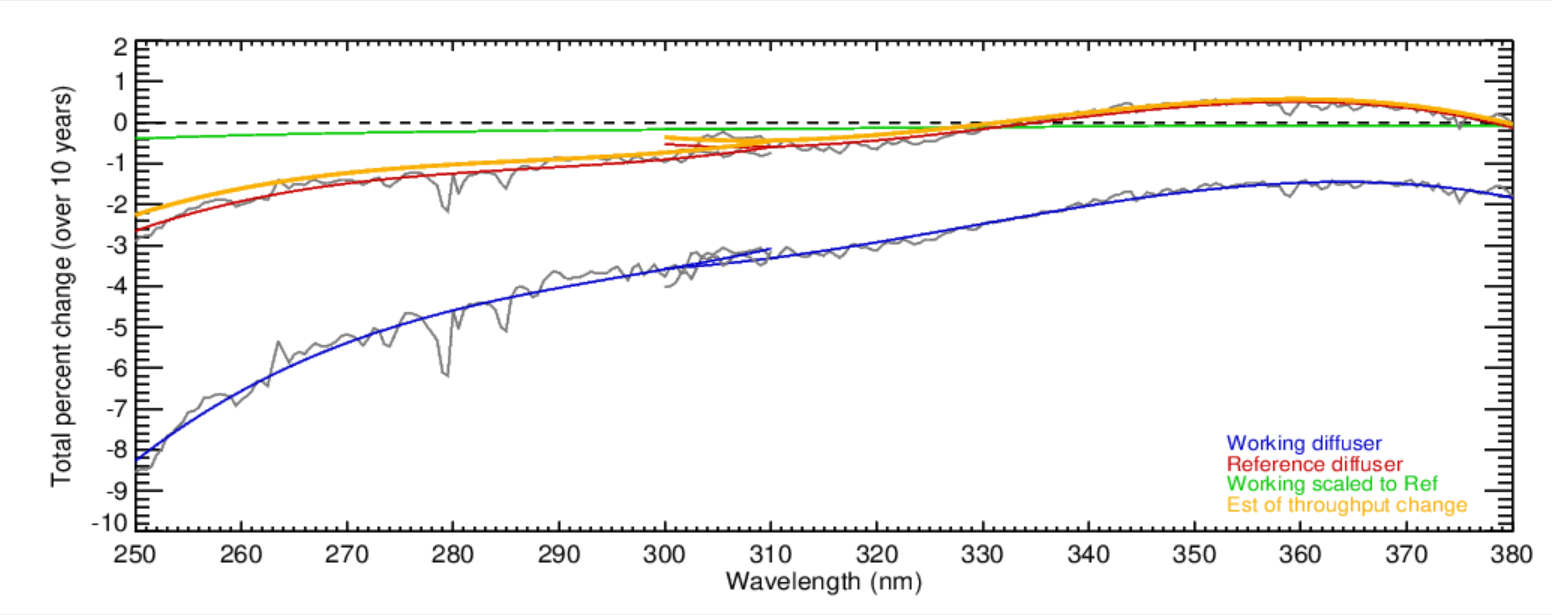 Total percent change (over 10 years)
2
1
0
-1
-2
-3
-4
-5
-6
-7
-8
-9
-10
Working diffuser
Reference diffuser
Working scaled to Ref
Est of throughput change
250 260 270 280 290 300 310 320 330 340 350 360 370 380
Wavelength (nm)